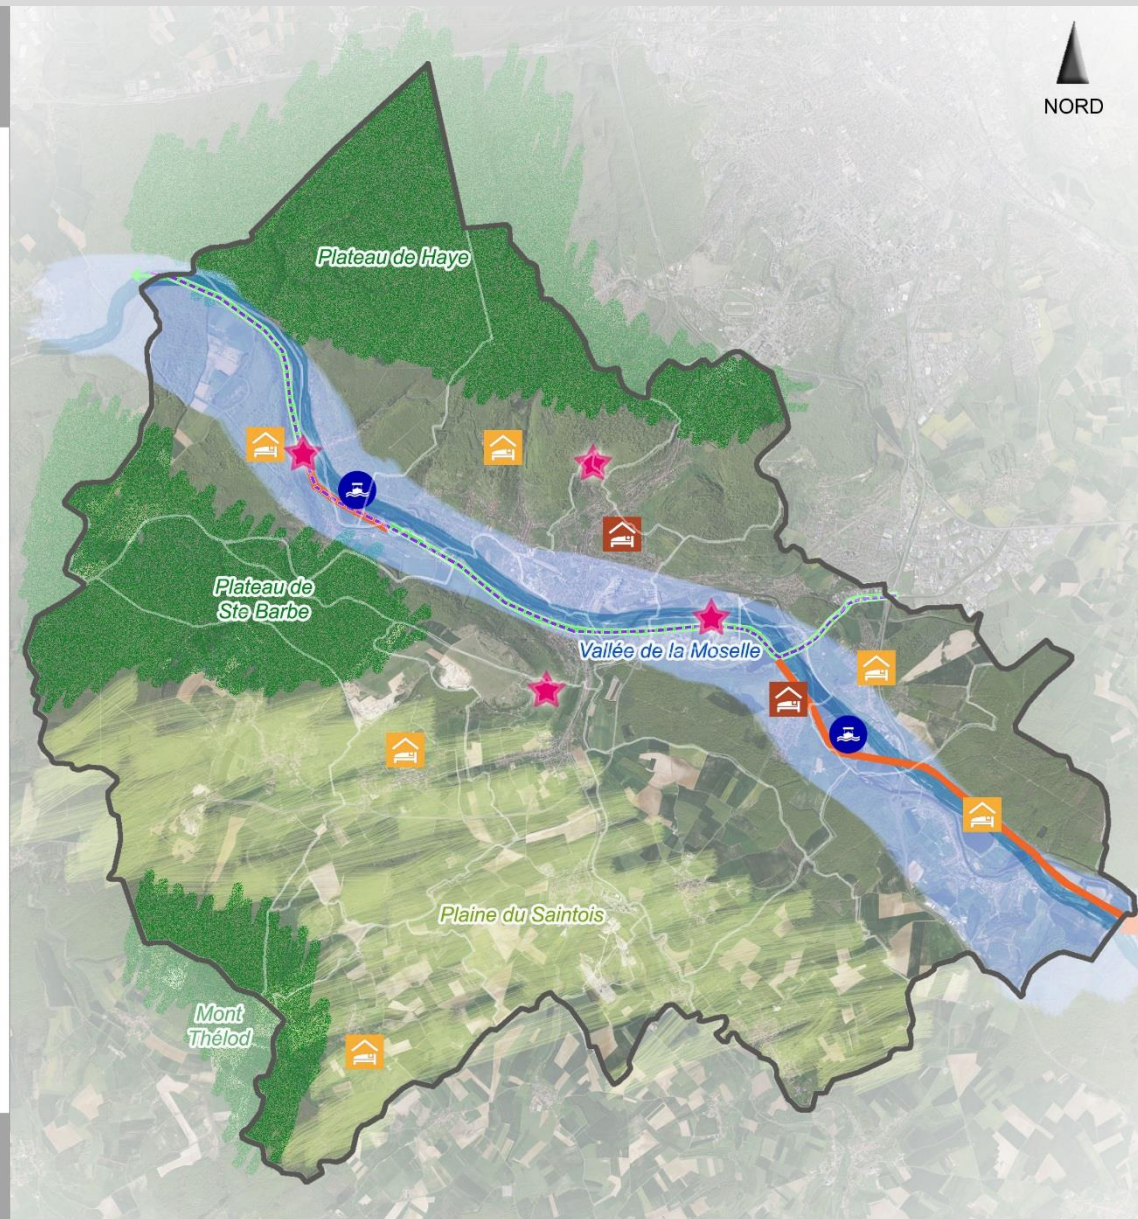 NORD
Plateau de Haye
Plateau de
Ste Barbe
Vallée de la Moselle
Plaine du Saintois
Mont
Thélod